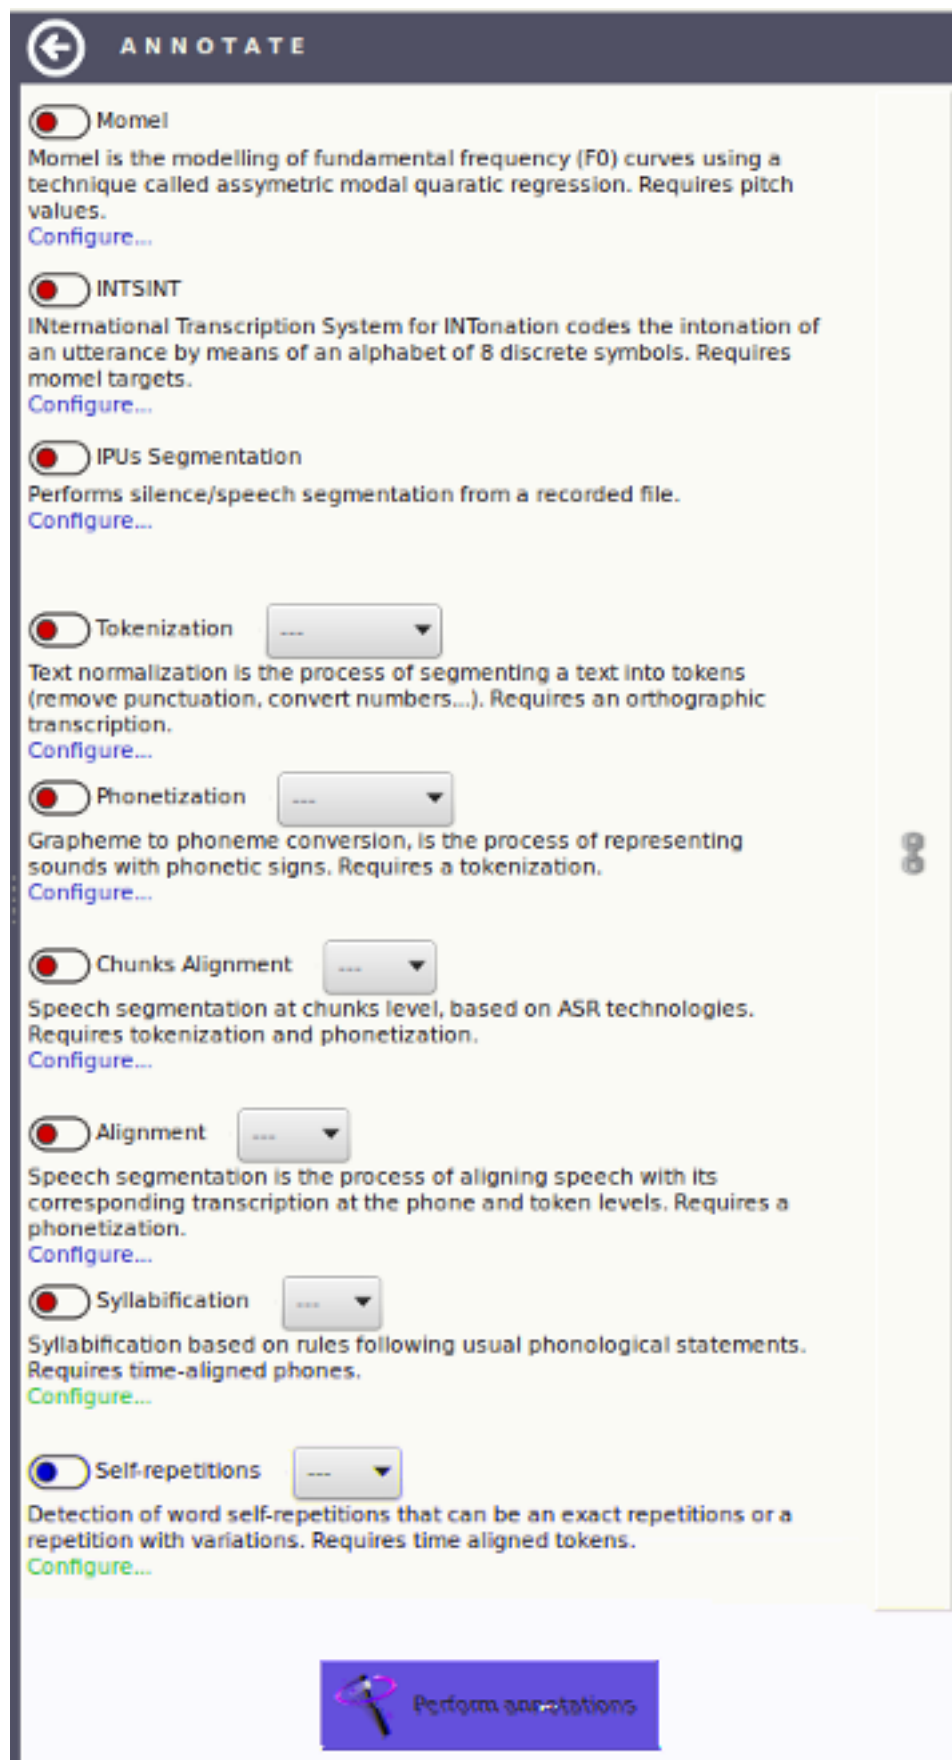 ANNOTATE
Momel
Momel is the modelling of fundamental frequency (F0) curves using a
technique called assymetric modal quaratic regression. Requires pitch
values.
Configure...
INTSINT
INternational Transcription System for INTonation codes the intonation of
an utterance by means of an alphabet of 8 discrete symbols. Requires
momel targets.
Configure...
IPUs Segmentation
Performs silence/speech segmentation from a recorded file.
Configure...
Tokenization ---
Text normalization is the process of segmenting a text into tokens
(remove punctuation, convert numbers...). Requires an orthographic
transcription.
Configure...
Phonetization ---
Grapheme to phoneme conversion, is the process of representing
sounds with phonetic signs. Requires a tokenization.
Configure...
Chunks Alignment ---
Speech segmentation at chunks level, based on ASR technologies.
Requires tokenization and phonetization.
Configure...
Alignment ---
Speech segmentation is the process of aligning speech with its
corresponding transcription at the phone and token levels. Requires a
phonetization.
Configure...
Syllabification ---
Syllabification based on rules following usual phonological statements.
Requires time-aligned phones.
Configure...
Self-repetitions ---
Detection of word self-repetitions that can be an exact repetitions or a
repetition with variations. Requires time aligned tokens.
Configure...
Perform annotations